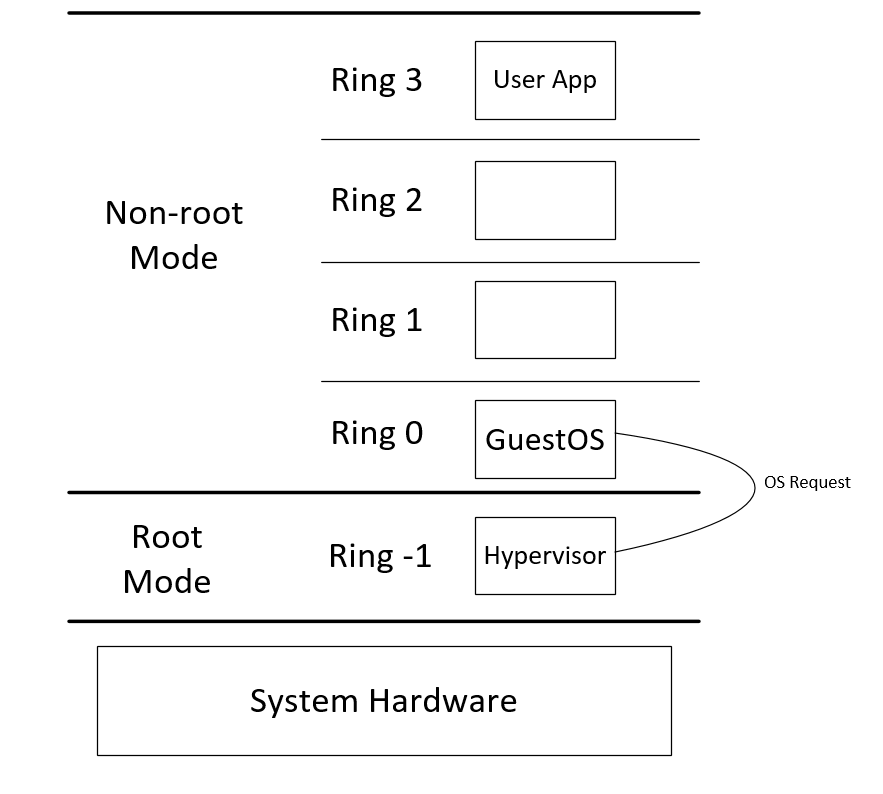 Ring 3
User App
Ring 2
Non-root
Mode
Ring 1
Ring 0
GuestOS
OS Request
Root
Mode
Ring -1
Hypervisor
System Hardware